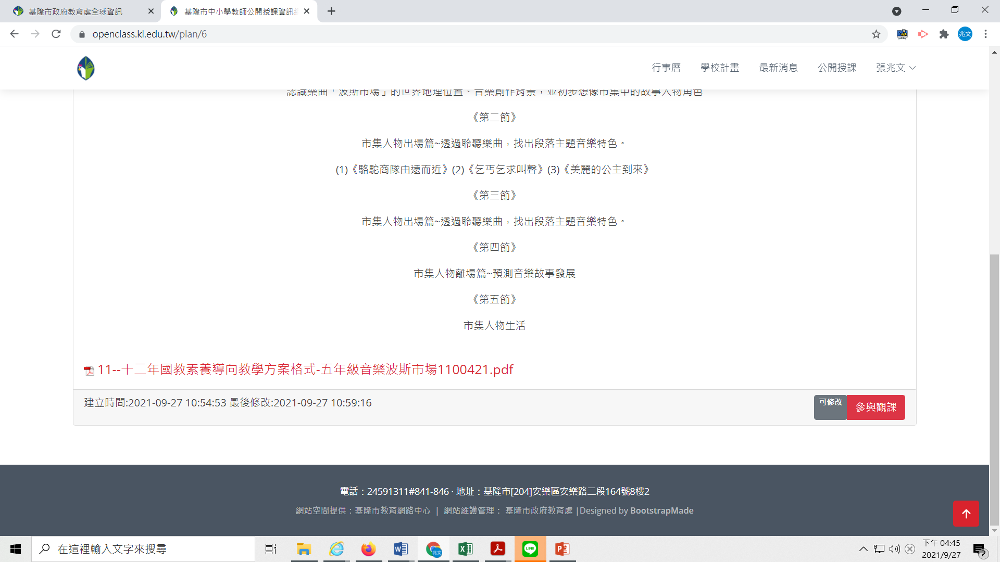 基隆市政府教育處全球資訊
基隆市中小學教師公開授課資訊
openclass.kl.edu.tw/plan/6
兆文
行事曆 學校計畫 最新消息 公開授課 張兆文
認識樂曲「波斯市場」的世界地理位置、音樂創作背景，並初步想像市集中的故事人物角色
《第二節》
市集人物出場篇~透過聆聽樂曲，找出段落主題音樂特色。
(1)《駱駝商隊由遠而近》(2)《乞丐乞求叫聲》(3)《美麗的公主到來》
《第三節》
市集人物出場篇~透過聆聽樂曲，找出段落主題音樂特色。
《第四節》
市集人物離場篇~預測音樂故事發展
《第五節》
市集人物生活
11--十二年國教素養導向教學方案格式-五年級音樂波斯市場1100421.pdf
建立時間:2021-09-27 10:54:53 最後修改:2021-09-27 10:59:16
可修改 參與觀課
電話：24591311#841-846 · 地址：基隆市[204]安樂區安樂路二段164號8樓2
網站空間提供：基隆市教育網路中心 | 網站維護管理： 基隆市政府教育處 |Designed by BootstrapMade
在這裡輸入文字來搜尋
兆文
LINE
下午 04:45
2021/9/27
2